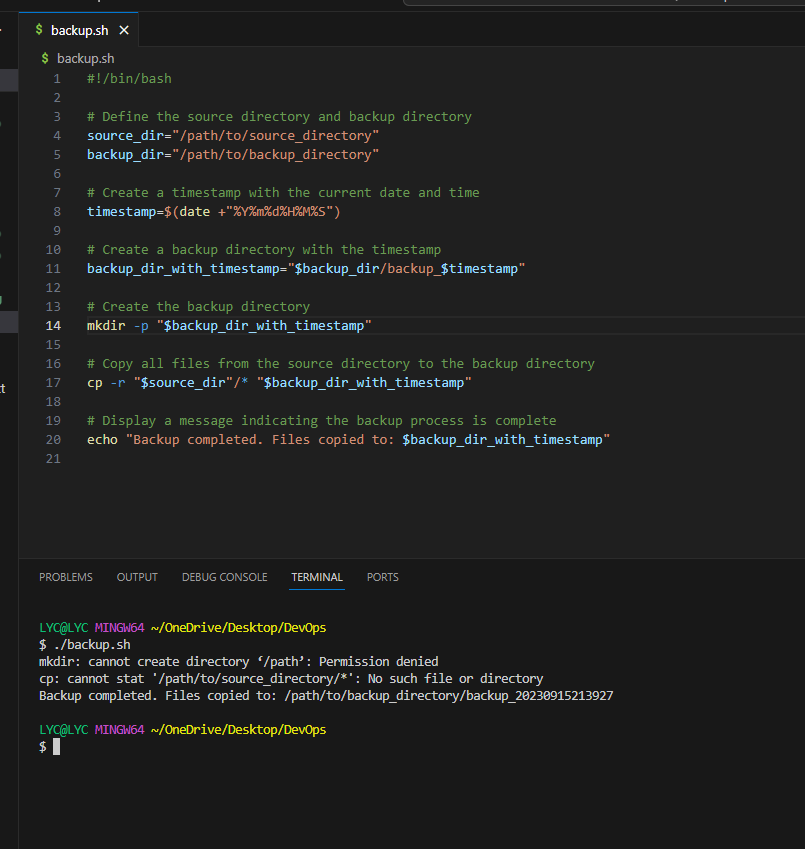 $ backup.sh ✕
$ backup.sh
1 #!/bin/bash
2
3 # Define the source directory and backup directory
4 source_dir="/path/to/source_directory"
5 backup_dir="/path/to/backup_directory"
6
7 # Create a timestamp with the current date and time
8 timestamp=$(date +"%Y%m%d%H%M%S")
9
10 # Create a backup directory with the timestamp
11 backup_dir_with_timestamp="$backup_dir/backup_$timestamp"
12
13 # Create the backup directory
14 mkdir -p "$backup_dir_with_timestamp"
15
16 # Copy all files from the source directory to the backup directory
17 cp -r "$source_dir"/* "$backup_dir_with_timestamp"
18
19 # Display a message indicating the backup process is complete
20 echo "Backup completed. Files copied to: $backup_dir_with_timestamp"
21
PROBLEMS OUTPUT DEBUG CONSOLE TERMINAL PORTS
LYC@LYC MINGW64 ~/OneDrive/Desktop/DevOps
$ ./backup.sh
mkdir: cannot create directory ‘/path’: Permission denied
cp: cannot stat '/path/to/source_directory/*': No such file or directory
Backup completed. Files copied to: /path/to/backup_directory/backup_20230915213927
LYC@LYC MINGW64 ~/OneDrive/Desktop/DevOps
$